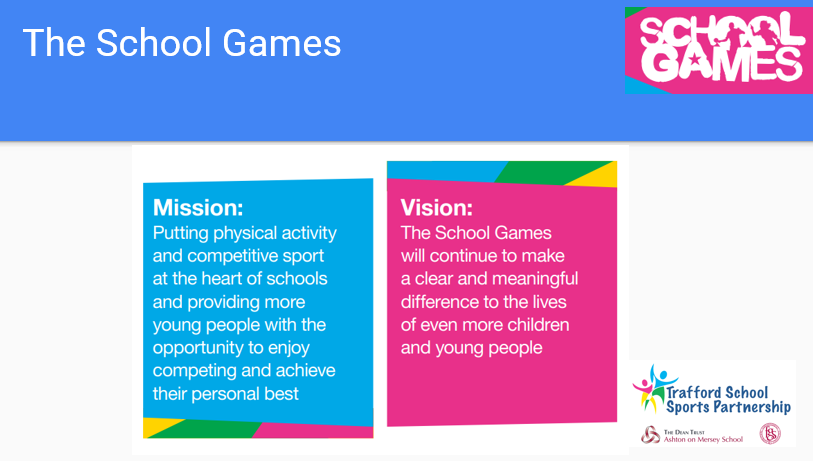 The School Games
SCHOOL
GAMES
Mission:
Putting physical activity
and competitive sport
at the heart of schools
and providing more
young people with the
opportunity to enjoy
competing and achieve
their personal best
Vision:
The School Games
will continue to make
a clear and meaningful
difference to the lives
of even more children
and young people
Trafford School
Sports Partnership
THE DEAN TRUST
Ashton on Mersey School